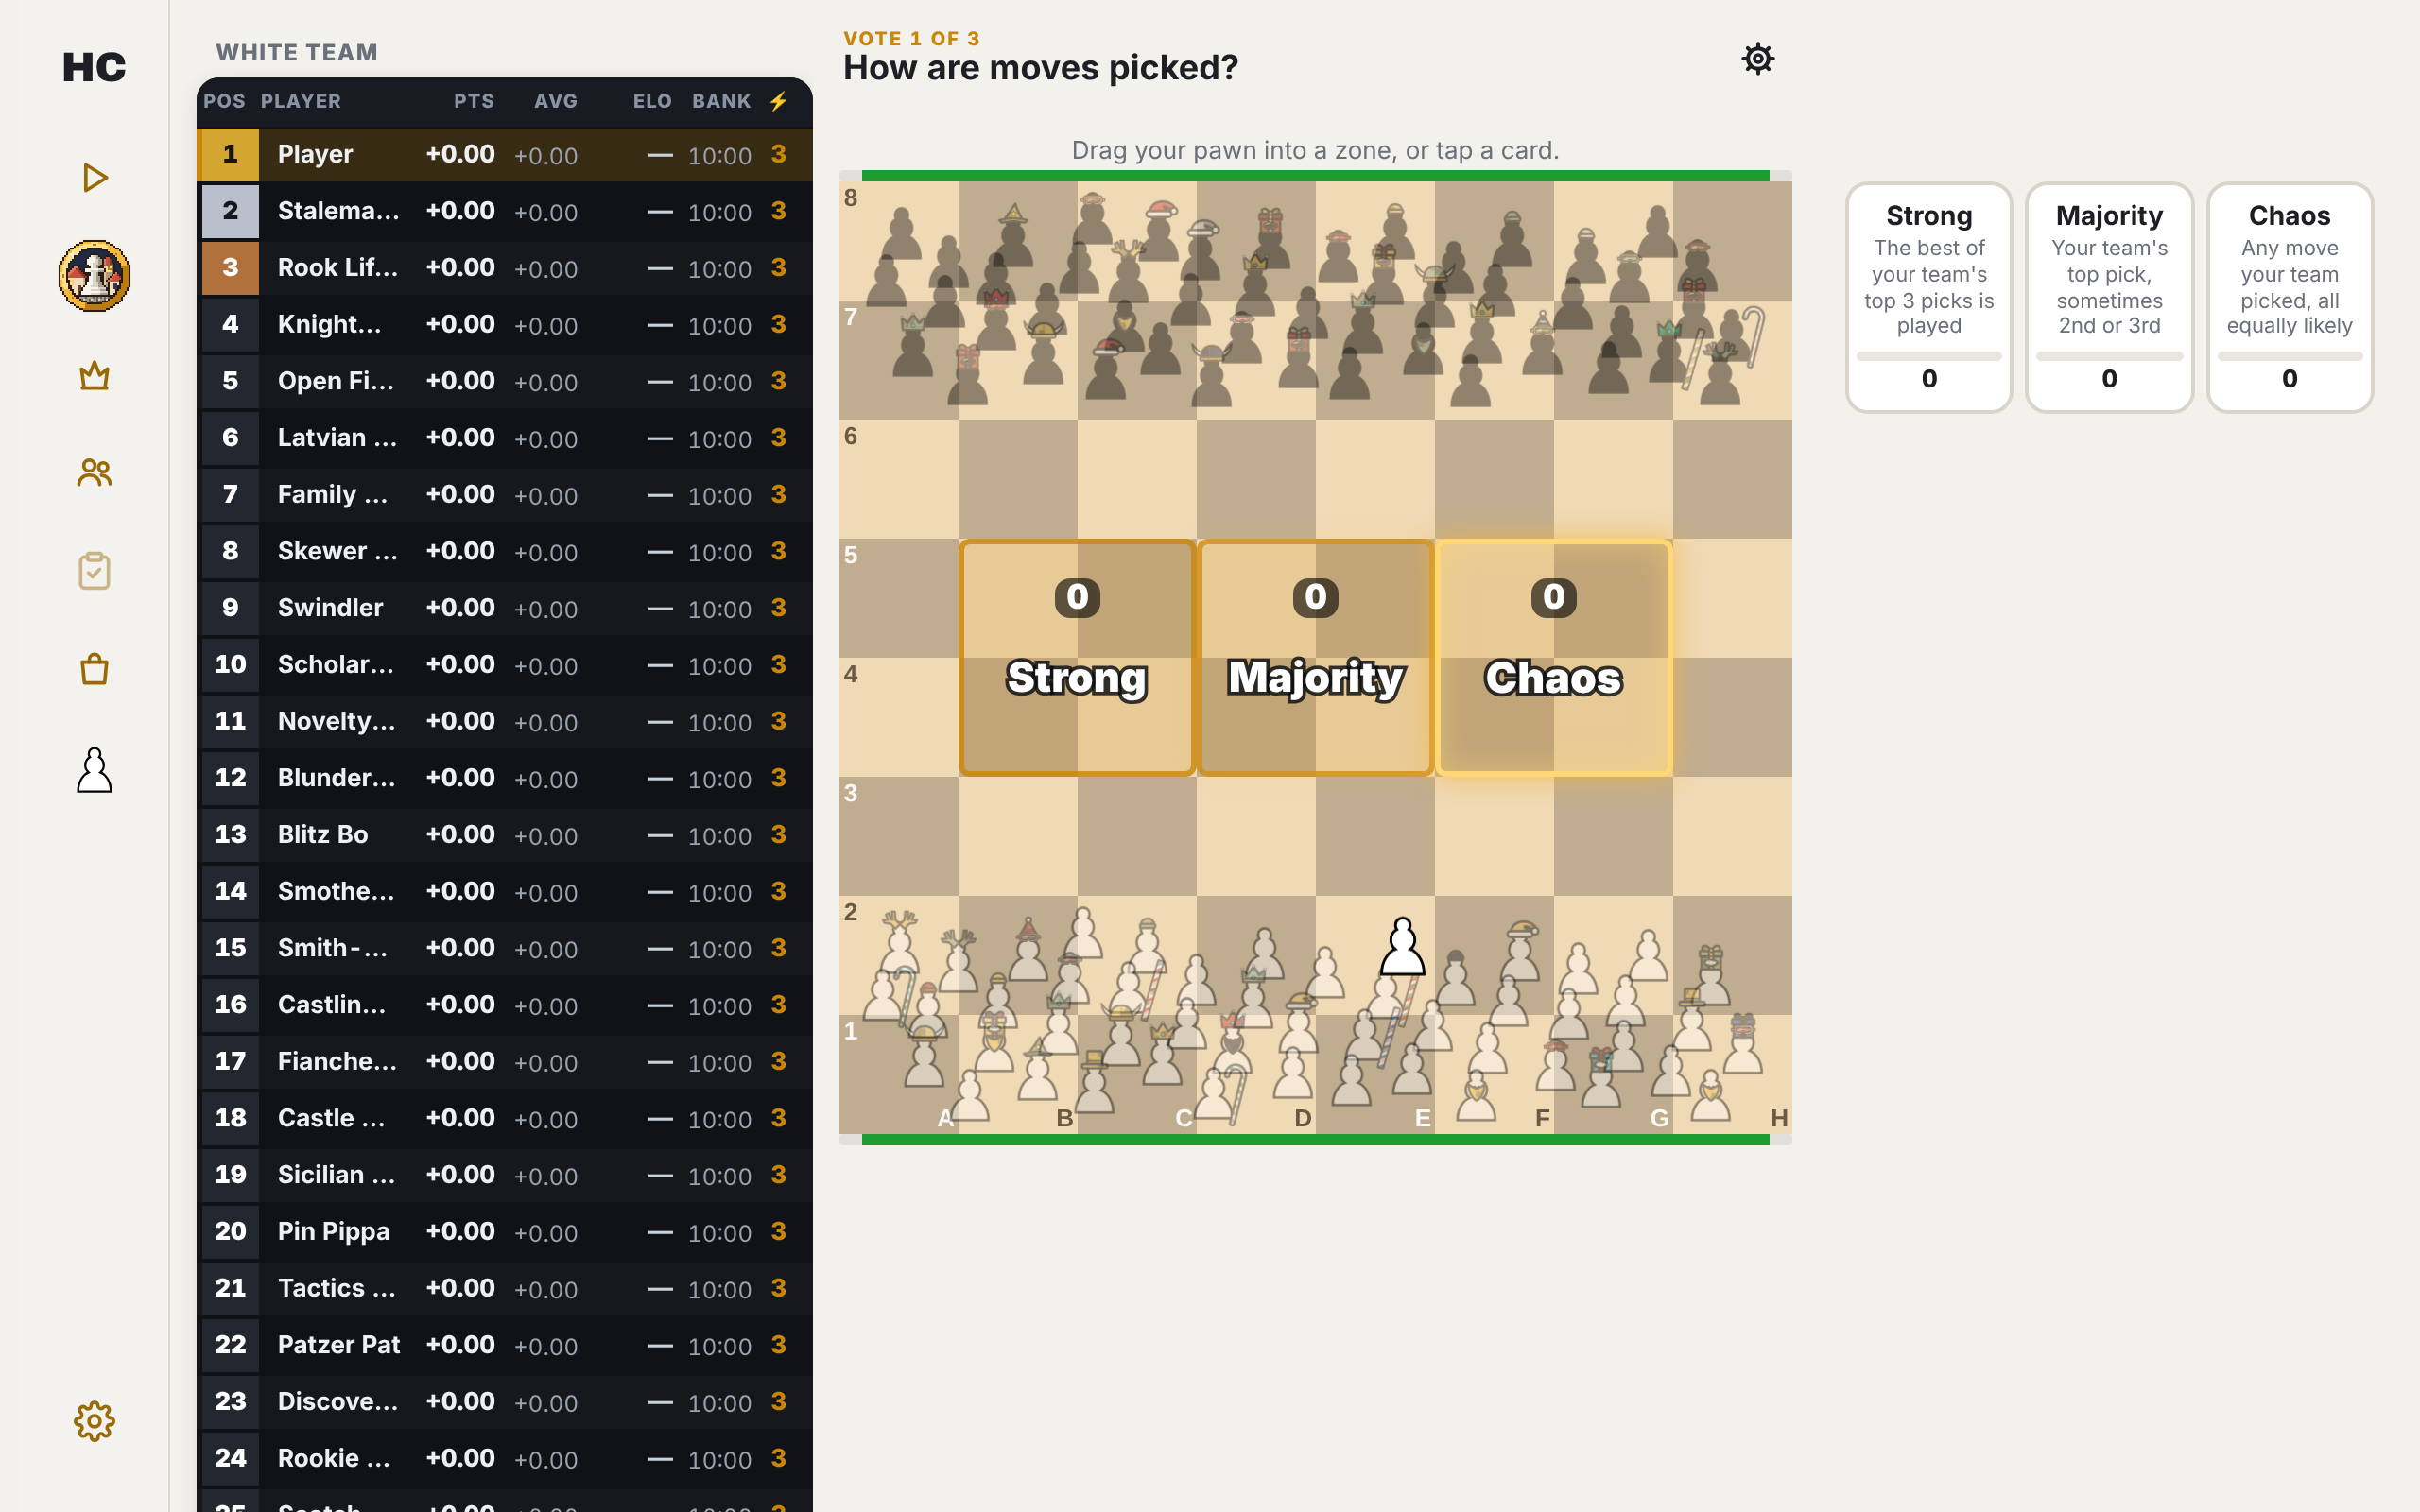 HC
WHITE TEAM
POS PLAYER PTS AVG ELO BANK ⚡
1 Player +0.00 +0.00 — 10:00 3
2 Stalema... +0.00 +0.00 — 10:00 3
3 Rook Lif... +0.00 +0.00 — 10:00 3
4 Knight... +0.00 +0.00 — 10:00 3
5 Open Fi... +0.00 +0.00 — 10:00 3
6 Latvian ... +0.00 +0.00 — 10:00 3
7 Family ... +0.00 +0.00 — 10:00 3
8 Skewer ... +0.00 +0.00 — 10:00 3
9 Swindler +0.00 +0.00 — 10:00 3
10 Scholar... +0.00 +0.00 — 10:00 3
11 Novelty... +0.00 +0.00 — 10:00 3
12 Blunder... +0.00 +0.00 — 10:00 3
13 Blitz Bo +0.00 +0.00 — 10:00 3
14 Smothe... +0.00 +0.00 — 10:00 3
15 Smith-... +0.00 +0.00 — 10:00 3
16 Castlin... +0.00 +0.00 — 10:00 3
17 Fianche... +0.00 +0.00 — 10:00 3
18 Castle ... +0.00 +0.00 — 10:00 3
19 Sicilian ... +0.00 +0.00 — 10:00 3
20 Pin Pippa +0.00 +0.00 — 10:00 3
21 Tactics ... +0.00 +0.00 — 10:00 3
22 Patzer Pat +0.00 +0.00 — 10:00 3
23 Discove... +0.00 +0.00 — 10:00 3
24 Rookie ... +0.00 +0.00 — 10:00 3
VOTE 1 OF 3
How are moves picked?
Drag your pawn into a zone, or tap a card.
8
7
6
5
0 0 0
4
Strong Majority Chaos
3
2
1
A B C D E F G H
Strong
The best of
your team's
top 3 picks is
played
0
Majority
Your team's
top pick,
sometimes
2nd or 3rd
0
Chaos
Any move
your team
picked, all
equally likely
0